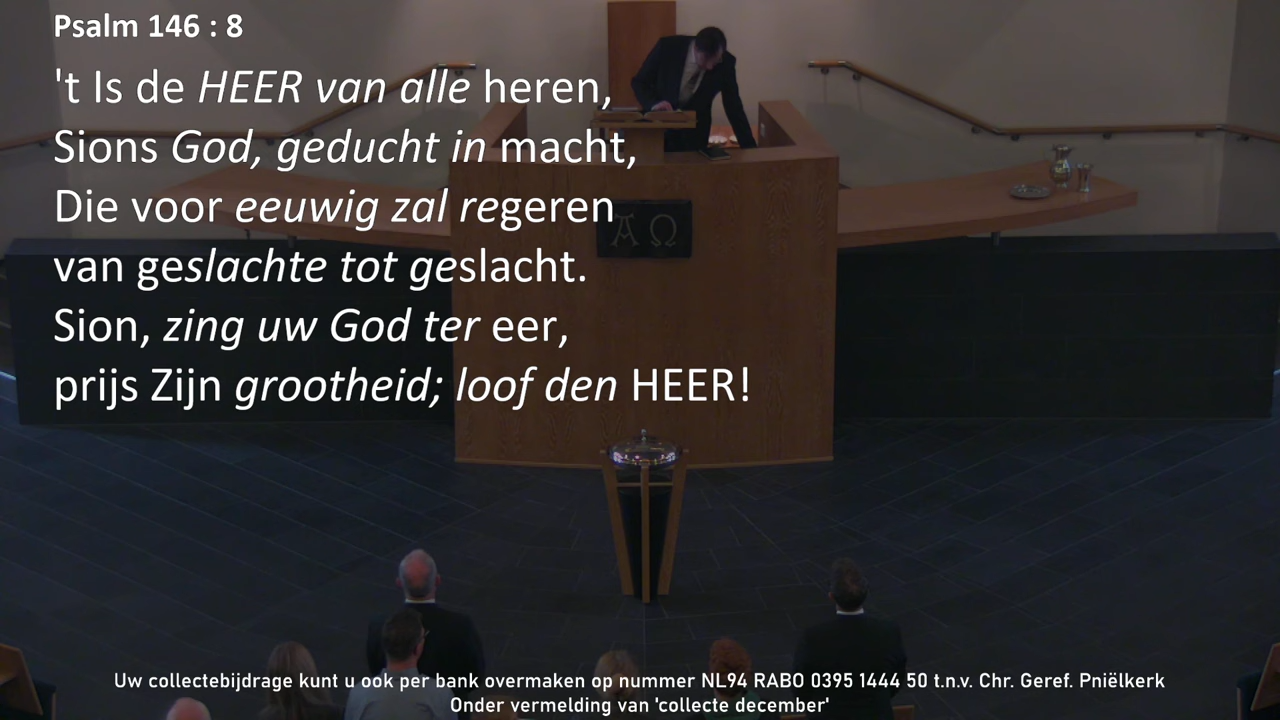 Psalm 146 : 8
't Is de HEER van alle heren,
Sions God, geducht in macht,
Die voor eeuwig zal regeren
van geslachte tot geslacht.
Sion, zing uw God ter eer,
prijs Zijn grootheid; loof den HEER!
Α Ω
Uw collectebijdrage kunt u ook per bank overmaken op nummer NL94 RABO 0395 1444 50 t.n.v. Chr. Geref. Pniëlkerk
Onder vermelding van 'collecte december'